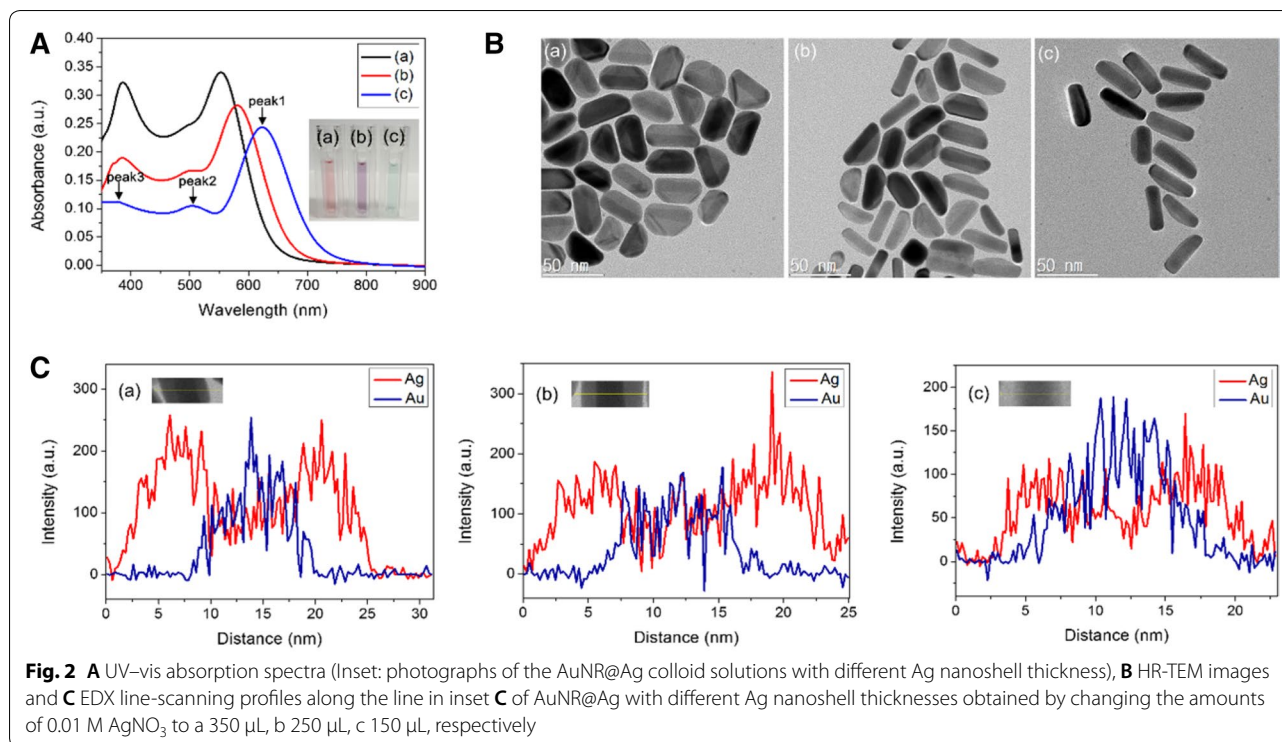 A
0.40
0.35
0.30
0.25
0.20
0.15
0.10
0.05
0.00
Absorbance (a.u.)
(a)
(b)
(c)
peak1
peak2
peak3
(a) (b) (c)
400 500 600 700 800 900
Wavelength (nm)
B
(a)
50 nm
(b)
50 nm
(c)
50 nm
C
(a)
Ag
Au
300
200
100
0
Intensity (a.u.)
0 5 10 15 20 25 30
Distance (nm)
(b)
Ag
Au
300
200
100
0
Intensity (a.u.)
0 5 10 15 20 25
Distance (nm)
(c)
Ag
Au
200
150
100
50
0
Intensity (a.u.)
0 5 10 15 20
Distance (nm)
Fig. 2 A UV–vis absorption spectra (Inset: photographs of the AuNR@Ag colloid solutions with different Ag nanoshell thickness), B HR-TEM images
and C EDX line-scanning profiles along the line in inset C of AuNR@Ag with different Ag nanoshell thicknesses obtained by changing the amounts
of 0.01 M AgNO₃ to a 350 µL, b 250 µL, c 150 µL, respectively